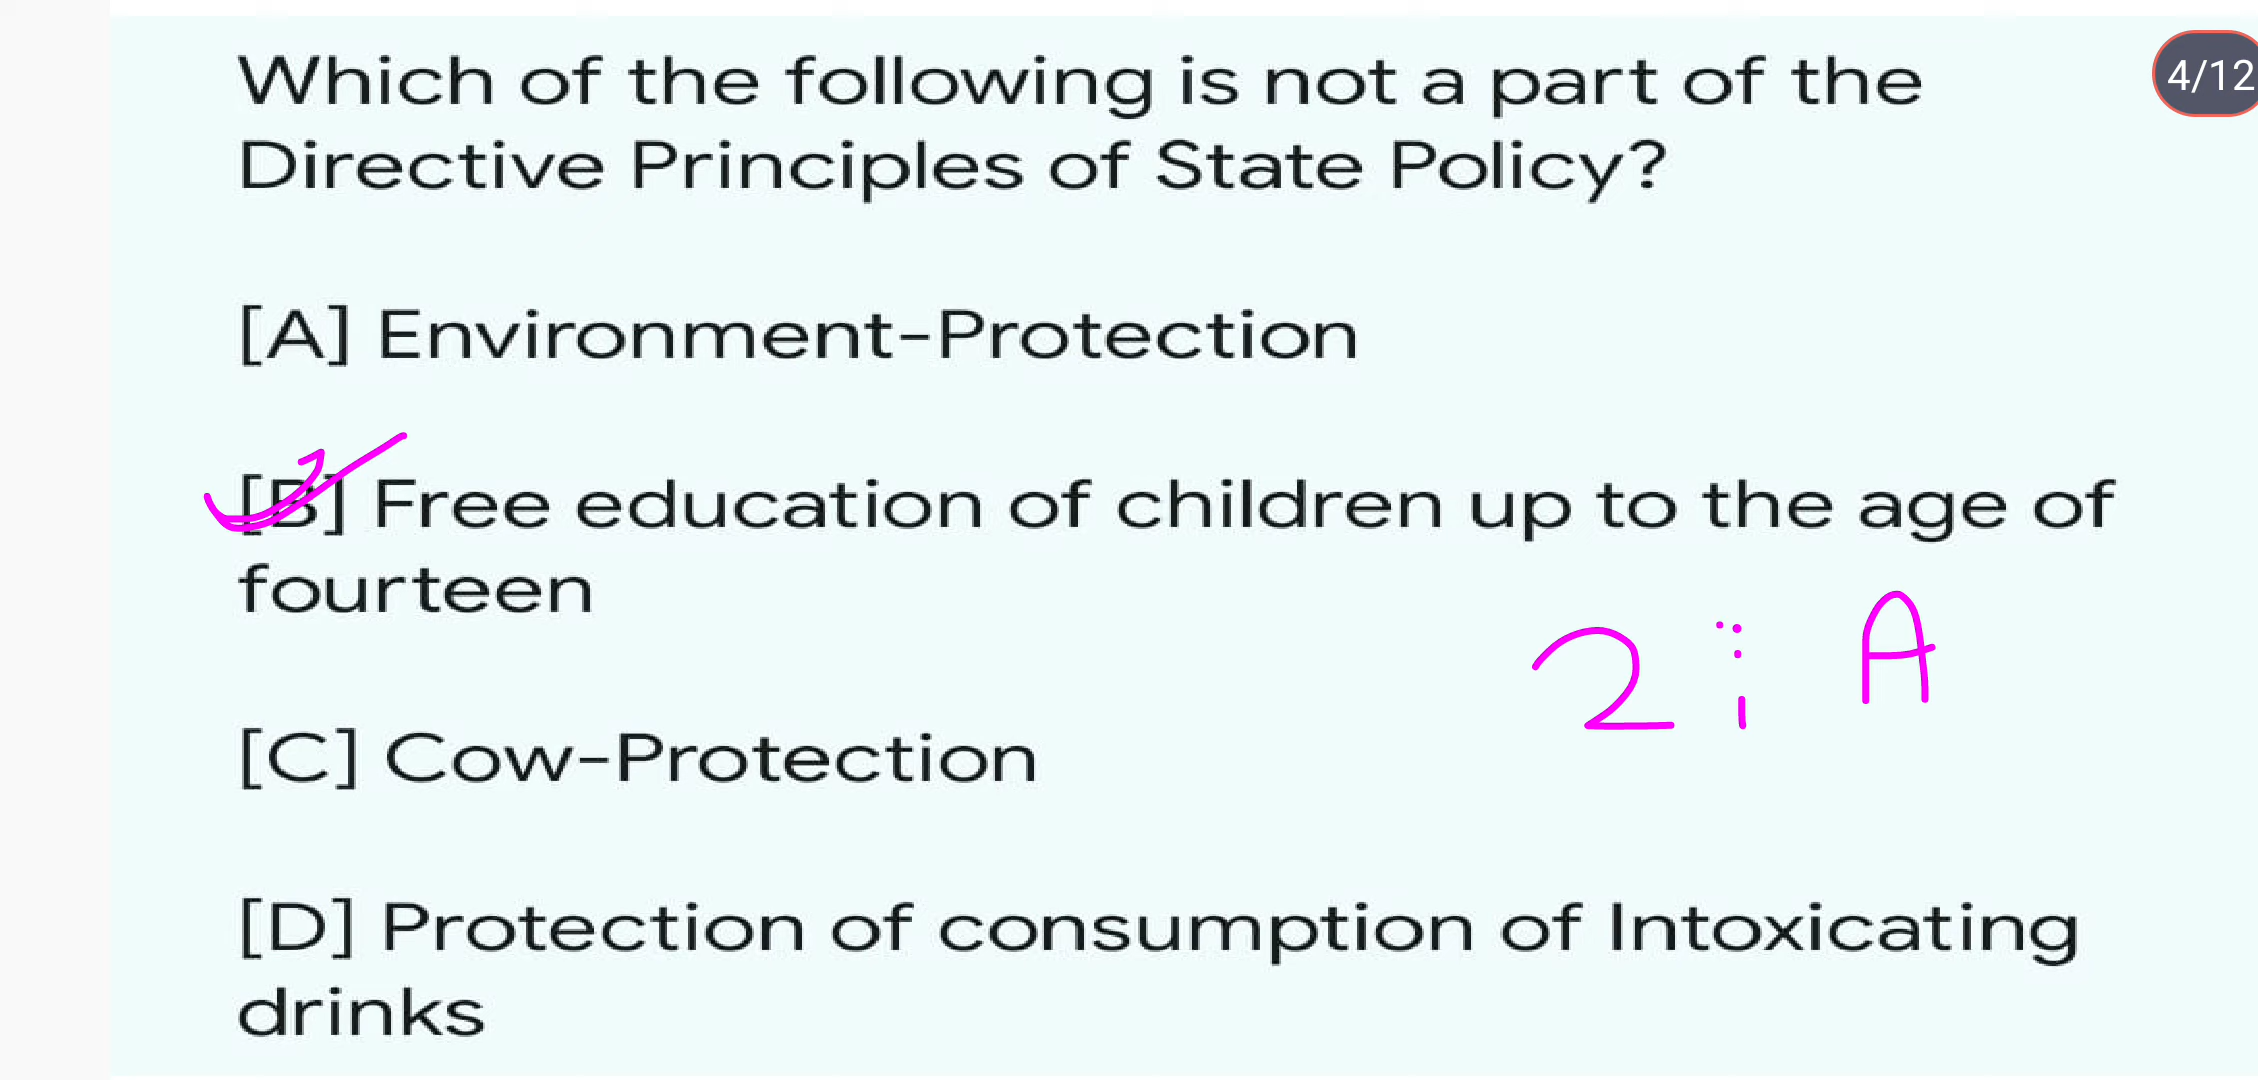 Which of the following is not a part of the
4/12
Directive Principles of State Policy?
[A] Environment-Protection
[B] Free education of children up to the age of
fourteen
2 : A
[C] Cow-Protection
[D] Protection of consumption of Intoxicating
drinks